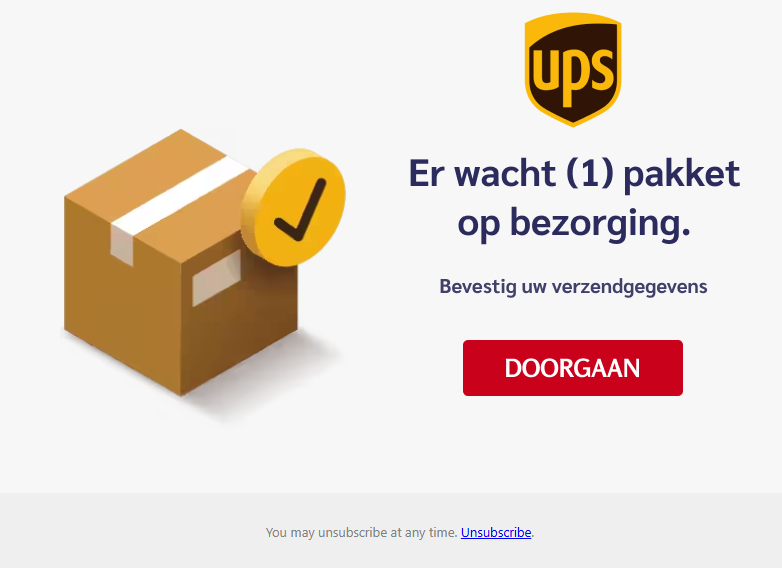 ups
Er wacht (1) pakket
op bezorging.
Bevestig uw verzendgegevens
DOORGAAN
You may unsubscribe at any time. Unsubscribe.